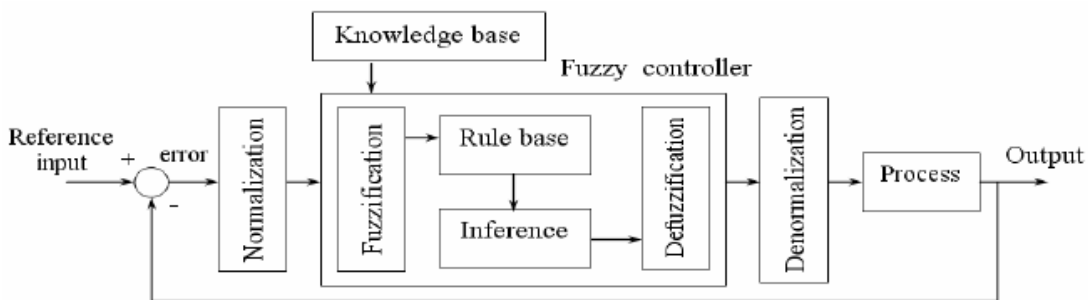 Knowledge base
Fuzzy controller
Reference
input
+
-
error
Normalization
Fuzzification
Rule base
Inference
Defuzzification
Denormalization
Process
Output